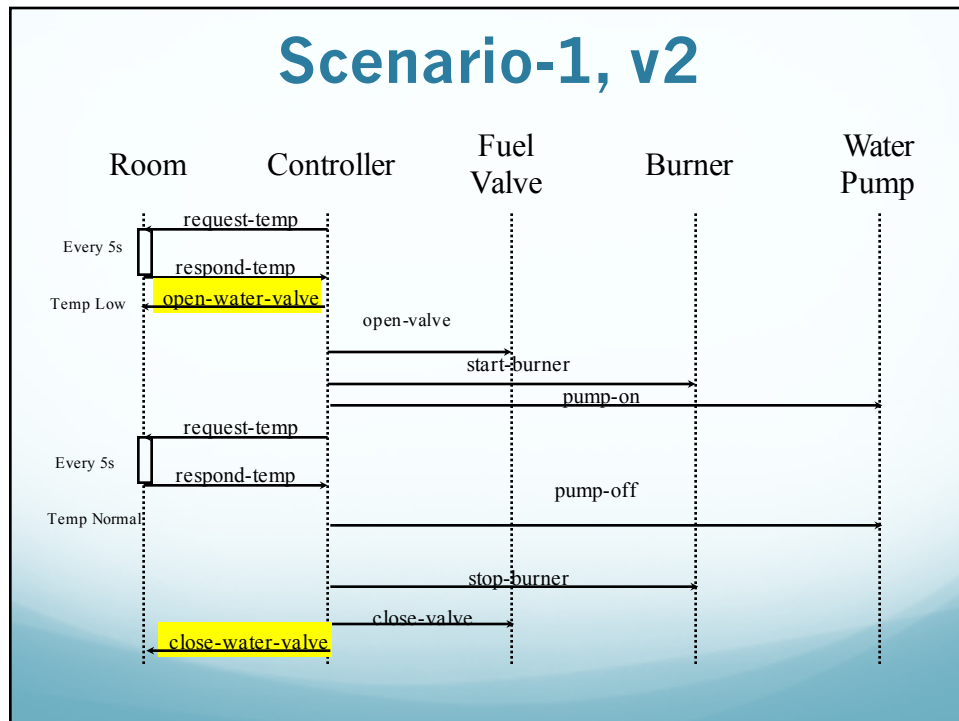 Scenario-1, v2
Room
Controller
Fuel
Valve
Burner
Water
Pump
request-temp
Every 5s
respond-temp
Temp Low
open-water-valve
open-valve
start-burner
pump-on
request-temp
Every 5s
respond-temp
pump-off
Temp Normal
stop-burner
close-valve
close-water-valve